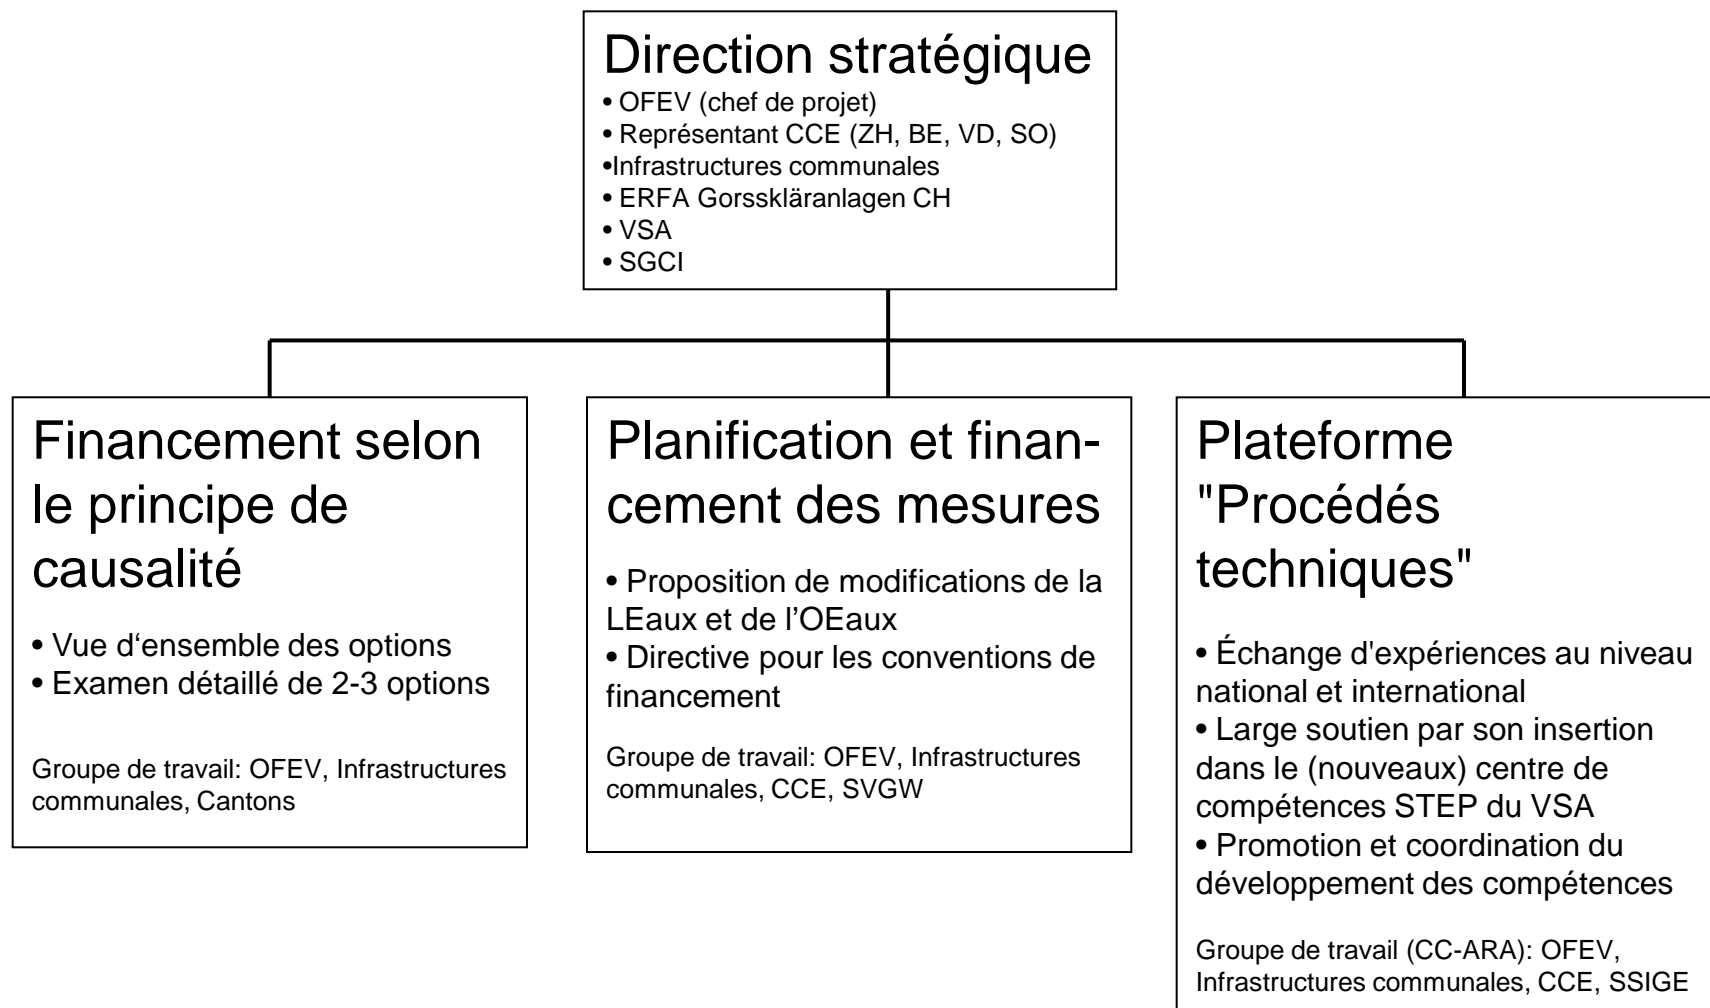 Direction stratégique
• OFEV (chef de projet)
• Représentant CCE (ZH, BE, VD, SO)
•Infrastructures communales
• ERFA Gorsskläranlagen CH
• VSA
• SGCI
Financement selon
le principe de
causalité
• Vue d‘ensemble des options
• Examen détaillé de 2-3 options
Groupe de travail: OFEV, Infrastructures
communales, Cantons
Planification et finan-
cement des mesures
• Proposition de modifications de la
LEaux et de l’OEaux
• Directive pour les conventions de
financement
Groupe de travail: OFEV, Infrastructures
communales, CCE, SVGW
Plateforme
"Procédés
techniques"
• Échange d'expériences au niveau
national et international
• Large soutien par son insertion
dans le (nouveaux) centre de
compétences STEP du VSA
• Promotion et coordination du
développement des compétences
Groupe de travail (CC-ARA): OFEV,
Infrastructures communales, CCE, SSIGE